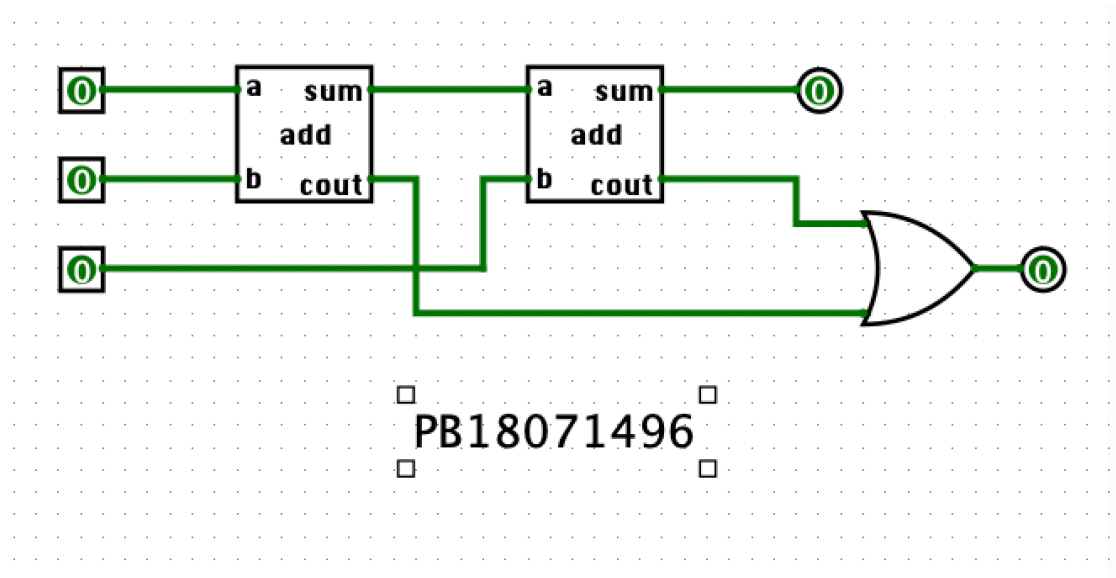 0 a sum a sum 0
add add
0 b cout b cout
0 0
PB18071496